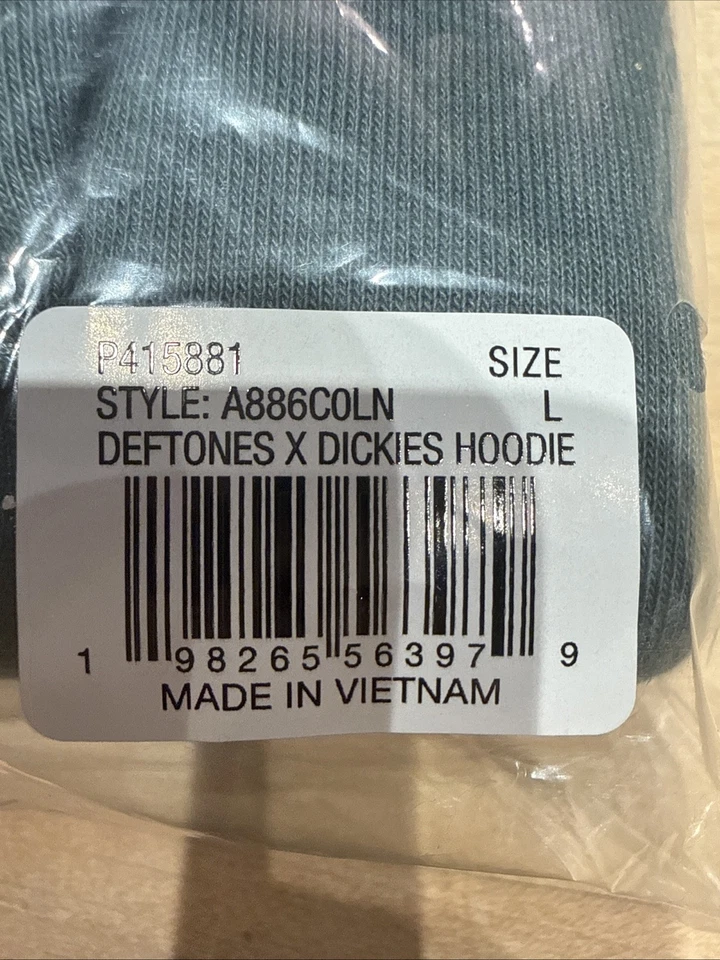 P415881 SIZE
STYLE: A886C0LN L
DEFTONES X DICKIES HOODIE
1 98265 56397 9
MADE IN VIETNAM